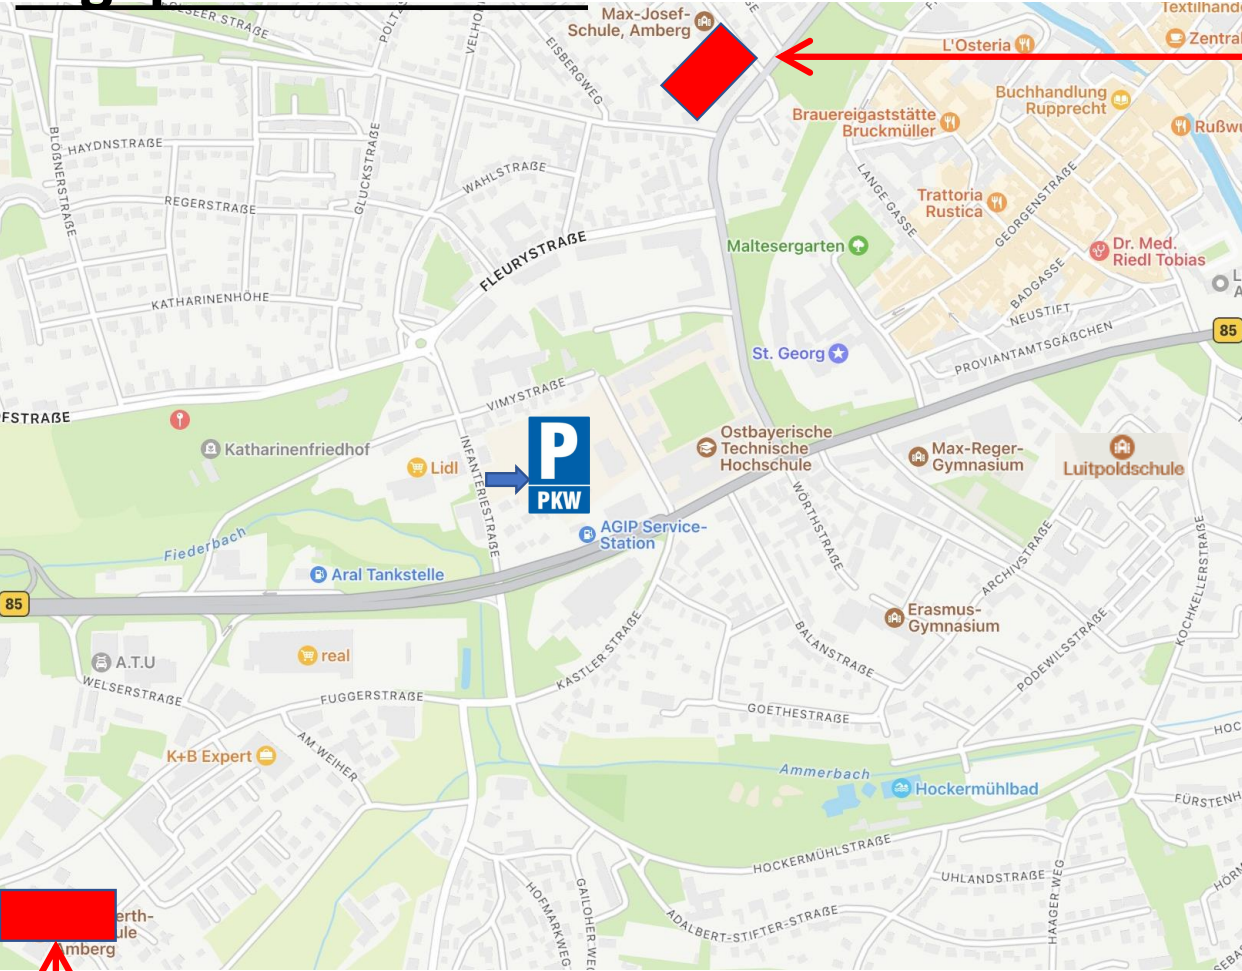 Max-Josef-
Schule, Amberg
L'Osteria
Zentral
Buchhandlung
Rupprecht
Brauereigaststätte
Bruckmüller
EISBERGWEG
HAYDNSTRAßE
BLÖßNERSTRAßE
GLUCKSTRAßE
WAHLSTRAßE
REGERSTRAßE
LANGE GASSE
Trattoria
Rustica
GEORGENSTRAßE
FLEURYSTRAßE
Maltesergarten
Dr. Med.
Riedl Tobias
BADGASSE
KATHARINENHÖHE
NEUSTIFT
PROVIANTAMTSGÄßCHEN
85
St. Georg
VIMYSTRAßE
FSTRAßE
Katharinenfriedhof
Lidl
INFANTERIESTRAßE
P
PKW
Ostbayerische
Technische
Hochschule
Max-Reger-
Gymnasium
Luitpoldschule
WÖRTHSTRAßE
AGIP Service-
Station
Fiederbach
Aral Tankstelle
ARCHIVSTRAßE
KOCHKELLERSTRAßE
85
Erasmus-
Gymnasium
A.T.U
real
KASTLER STRAßE
BALANSTRAßE
PODEWILSSTRAßE
WELSERSTRAßE
FUGGERSTRAßE
GOETHESTRAßE
HOC
K+B Expert
AM WEIHER
Ammerbach
Hockermühlbad
FÜRSTENH
HOCKERMÜHLSTRAßE
UHLANDSTRAßE
HAAGER WEG
HOFMARKWEG
GAILOHER WEG
ADALBERT-STIFTER-STRAßE
erth-
ule
Amberg